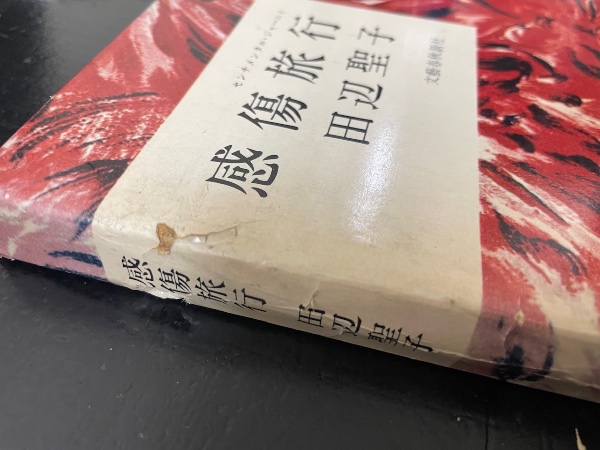 センチメンタル・ジャーニィ
感傷旅行
田辺聖子
文藝春秋新社
感傷旅行 田辺聖子